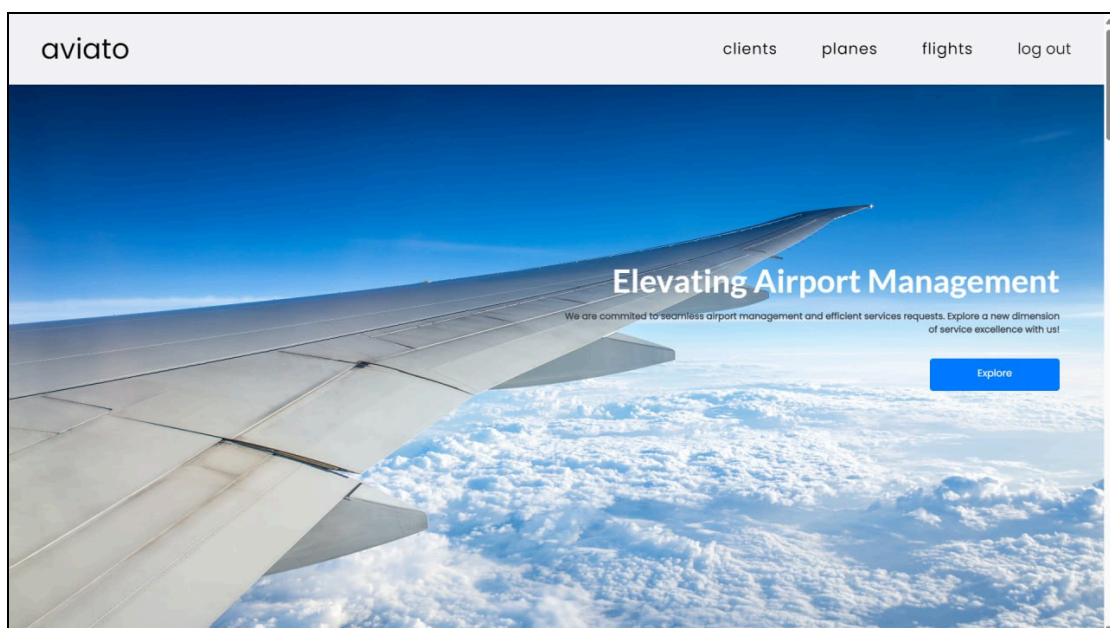 aviato
clients planes flights log out
Elevating Airport Management
We are commited to seamless airport management and efficient services requests. Explore a new dimension
of service excellence with us!
Explore